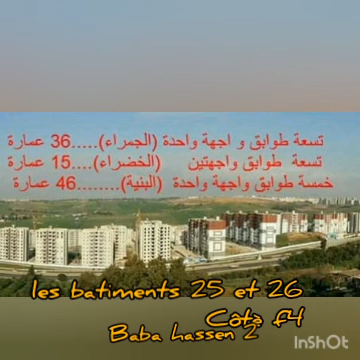 تسعة طوابق و اجهة واحدة (الجمراء).....36 عمارة
تسعة طوابق واجهتين (الخضراء)....15 عمارة
خمسة طوابق واجهة واحدة (البنية)........46 عمارة
les batiments 25 et 26
Côtà f4
Baba hassen 2
InShOt